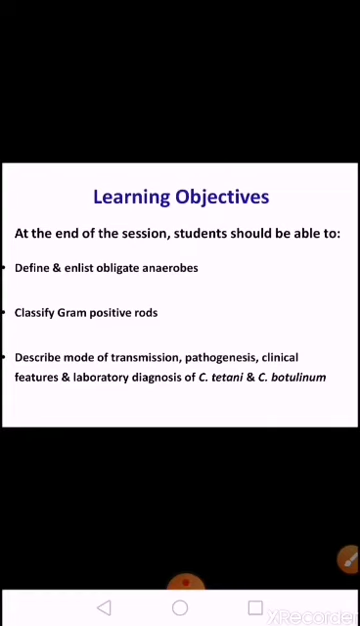 Learning Objectives
At the end of the session, students should be able to:
• Define & enlist obligate anaerobes
• Classify Gram positive rods
• Describe mode of transmission, pathogenesis, clinical
features & laboratory diagnosis of C. tetani & C. botulinum
XRecorder